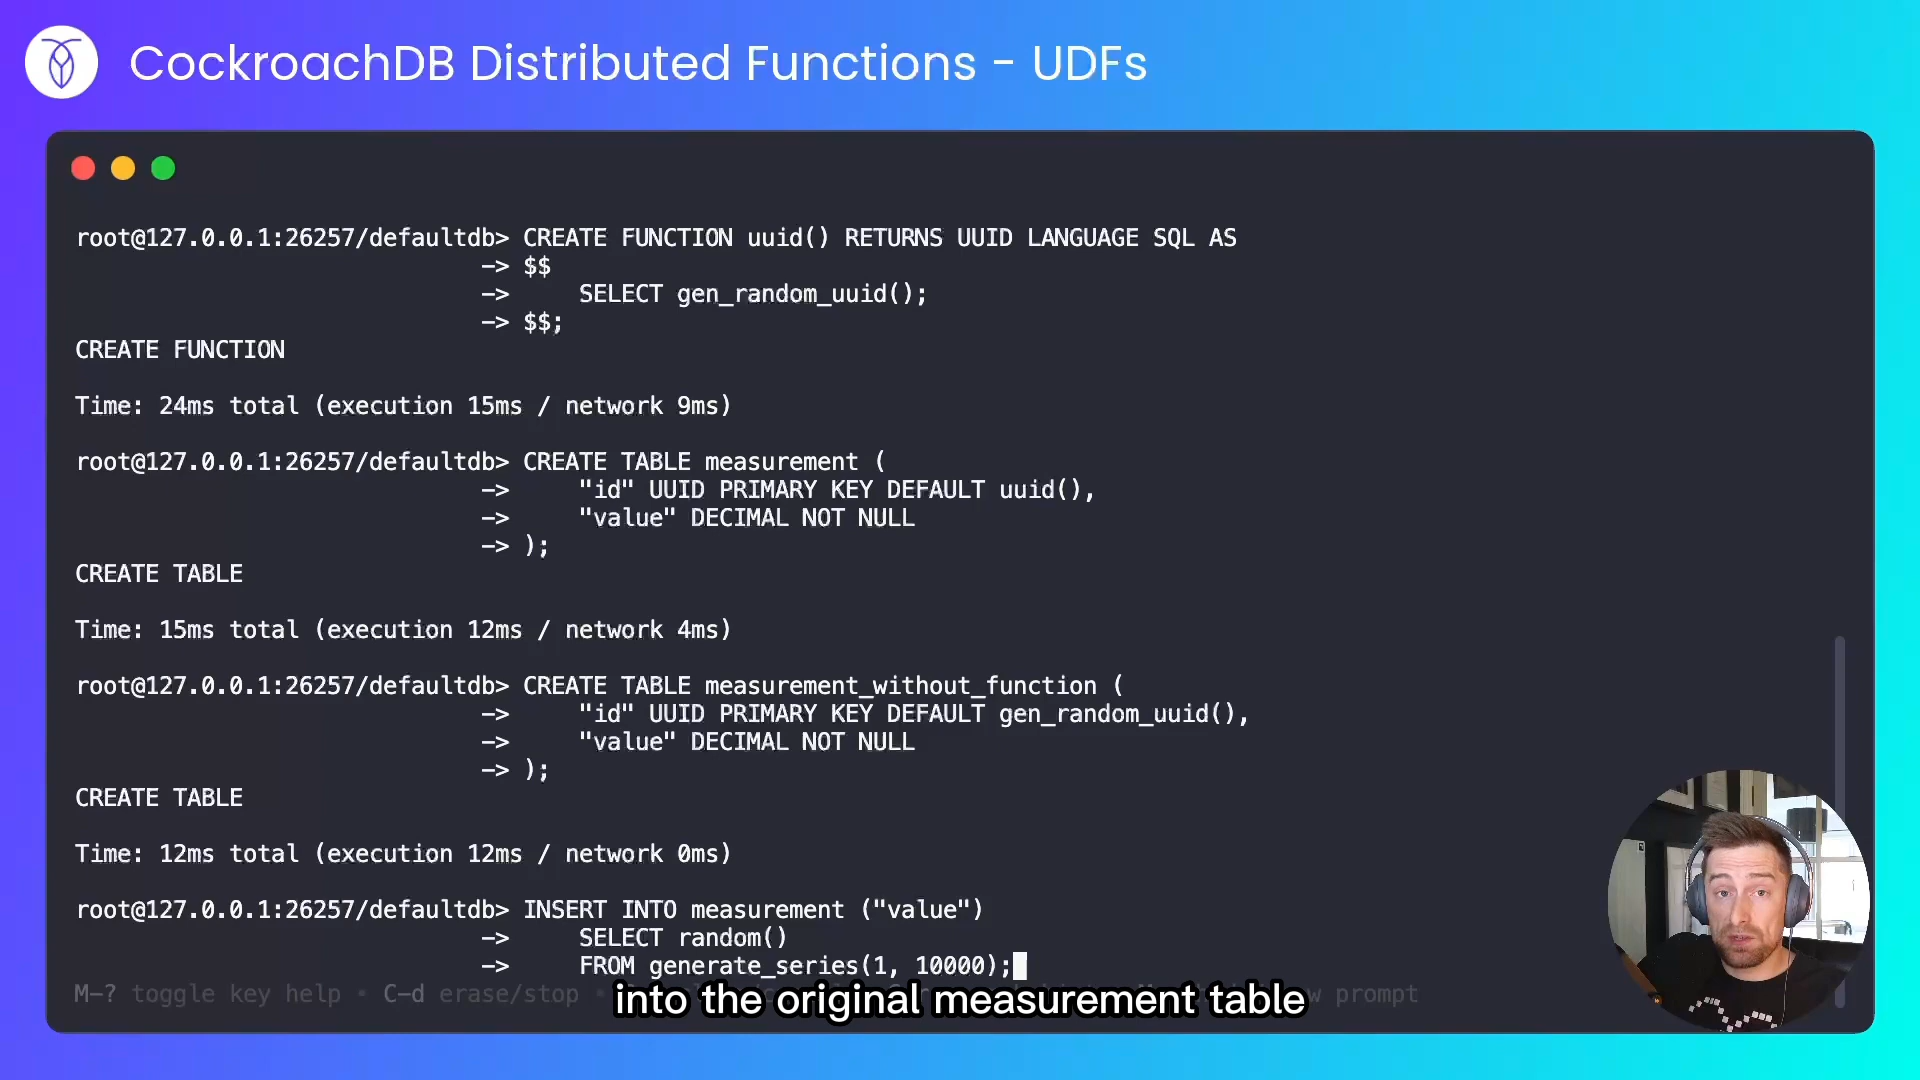 CockroachDB Distributed Functions - UDFs
root@127.0.0.1:26257/defaultdb> CREATE FUNCTION uuid() RETURNS UUID LANGUAGE SQL AS
-> $$
-> SELECT gen_random_uuid();
-> $$;
CREATE FUNCTION
Time: 24ms total (execution 15ms / network 9ms)
root@127.0.0.1:26257/defaultdb> CREATE TABLE measurement (
-> "id" UUID PRIMARY KEY DEFAULT uuid(),
-> "value" DECIMAL NOT NULL
-> );
CREATE TABLE
Time: 15ms total (execution 12ms / network 4ms)
root@127.0.0.1:26257/defaultdb> CREATE TABLE measurement_without_function (
-> "id" UUID PRIMARY KEY DEFAULT gen_random_uuid(),
-> "value" DECIMAL NOT NULL
-> );
CREATE TABLE
Time: 12ms total (execution 12ms / network 0ms)
root@127.0.0.1:26257/defaultdb> INSERT INTO measurement ("value")
-> SELECT random()
-> FROM generate_series(1, 10000);
M-? toggle key help • C-d erase/stop • prompt
into the original measurement table